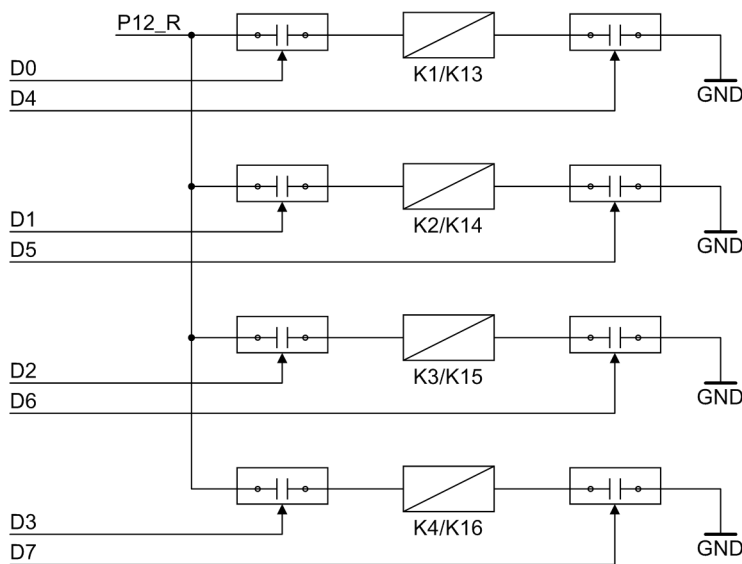 P12_R
D0
K1/K13
D4
GND
D1
K2/K14
D5
GND
D2
K3/K15
D6
GND
D3
K4/K16
D7
GND